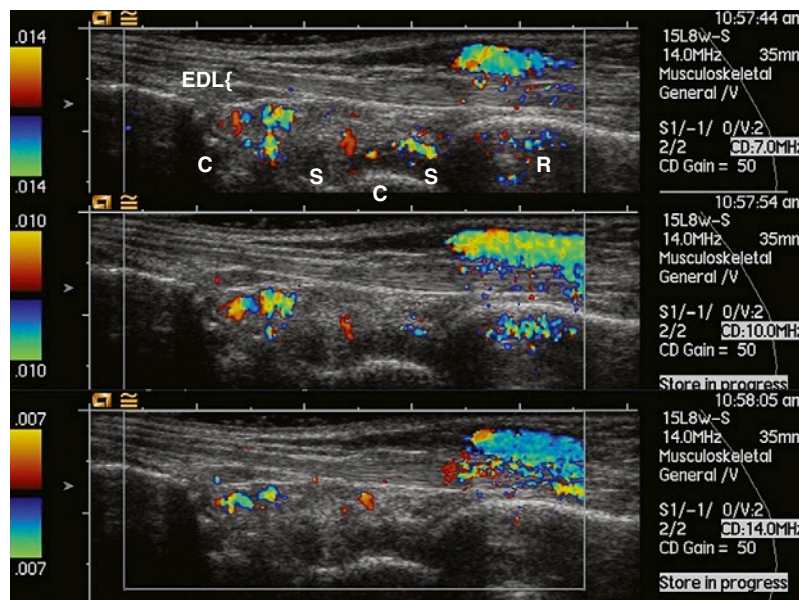 10:57:44 am
.014
15L8w-S
14.0MHz 35mm
Musculoskeletal
General /V
EDL{
S1/-1/ 0/V:2
2/2 CD:7.0MHz
CD Gain = 50
C
S
S
R
C
.014
10:57:54 am
.010
15L8w-S
14.0MHz 35mm
Musculoskeletal
General /V
S1/-1/ 0/V:2
2/2 CD:10.0MHz
CD Gain = 50
.010
Store in progress
10:58:05 am
.007
15L8w-S
14.0MHz 35mm
Musculoskeletal
General /V
S1/-1/ 0/V:2
2/2 CD:14.0MHz
CD Gain = 50
.007
Store in progress